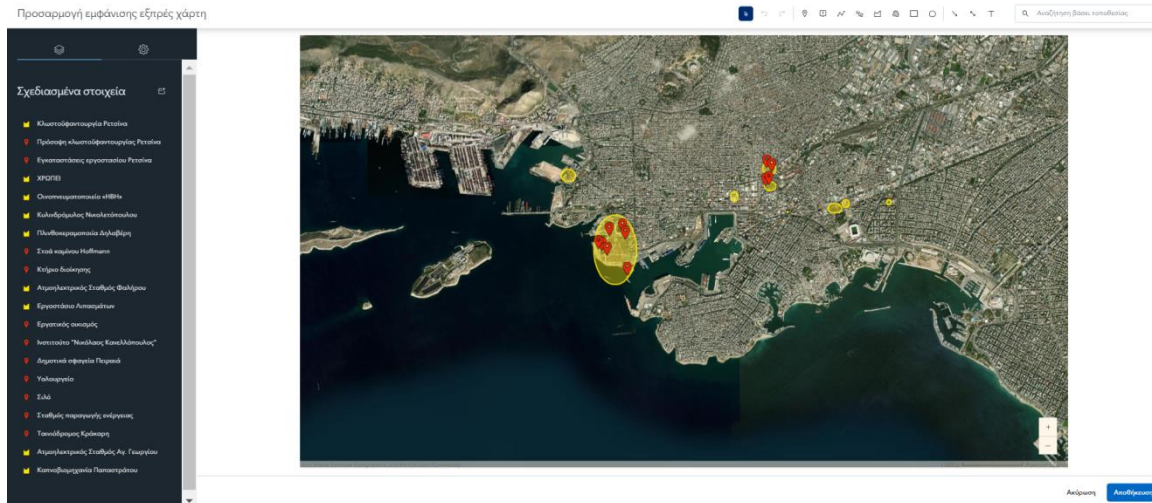 Προσαρμογή εμφάνισης εξπρές χάρτη
Αναζήτηση βάσει τοποθεσίας
Σχεδιασμένα στοιχεία
Κλωστοϋφαντουργία Ρετσίνα
Πρόσοψη κλωστοϋφαντουργίας Ρετσίνα
Εγκαταστάσεις εργοστασίου Ρετσίνα
ΧΡΩΠΕΙ
Οινοπνευματοποιείο «ΗΒΗ»
Κυλινδρόμυλος Νικολετόπουλου
Πλινθοκεραμοποιία Δηλαβέρη
Στοά καμίνου Hoffmann
Κτήριο διοίκησης
Ατμοηλεκτρικός Σταθμός Φαλήρου
Εργοστάσιο Λιπασμάτων
Εργατικός οικισμός
Ινστιτούτο "Νικόλαος Κανελλόπουλος"
Δημοτικά σφαγεία Πειραιά
Υαλουργείο
Σιλό
Σταθμός παραγωγής ενέργειας
Ταινιόδρομος Κράκαρη
Ατμοηλεκτρικός Σταθμός Αγ. Γεωργίου
Καπνοβιομηχανία Παπαστράτου
Ακύρωση
Αποθήκευση